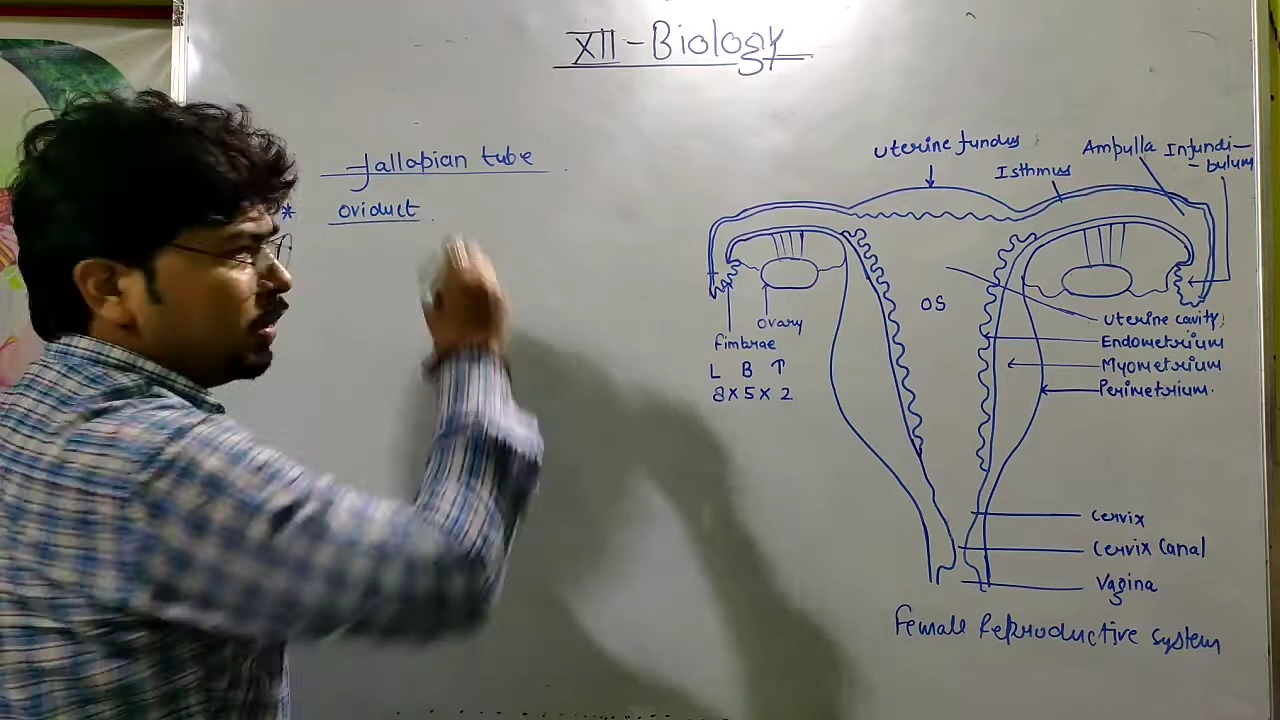 XII - Biology
fallopian tube
* oviduct
Uterine fundus
Isthmus
Ampulla
Infundi-
-bulum
OS
Ovary
fimbrae
L B T
8 x 5 x 2
Uterine cavity
Endometrium
Myometrium
Perimetrium.
Cervix
Cervix Canal
Vagina
Female Reproductive system